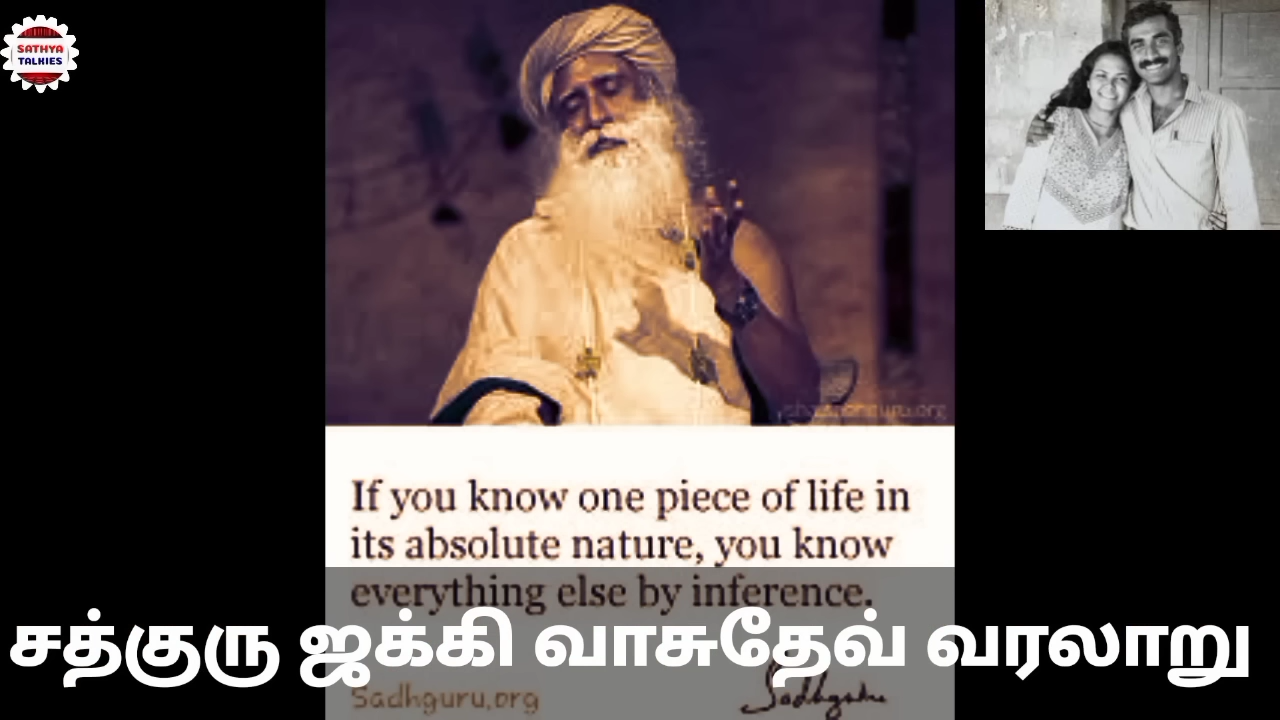 SATHYA
TALKIES
If you know one piece of life in
its absolute nature, you know
everything else by inference.
சத்குரு ஜக்கி வாசுதேவ் வரலாறு
Sadhguru.org
Sadhguru